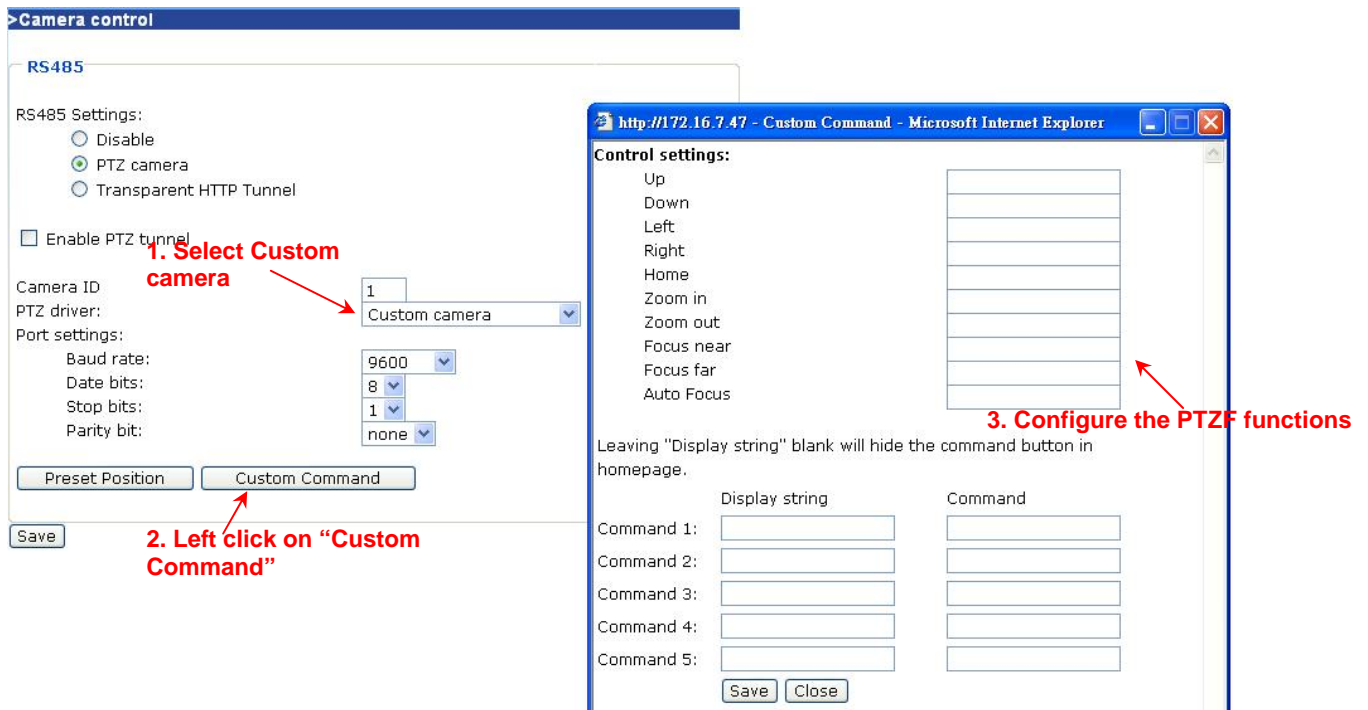 >Camera control
RS485
RS485 Settings:
Disable
PTZ camera
Transparent HTTP Tunnel
Enable PTZ tunnel
1. Select Custom
camera
Camera ID 1
PTZ driver: Custom camera
Port settings:
Baud rate: 9600
Date bits: 8
Stop bits: 1
Parity bit: none
Preset Position Custom Command
Save
2. Left click on “Custom
Command”
http://172.16.7.47 - Custom Command - Microsoft Internet Explorer
Control settings:
Up
Down
Left
Right
Home
Zoom in
Zoom out
Focus near
Focus far
Auto Focus
3. Configure the PTZF functions
Leaving "Display string" blank will hide the command button in
homepage.
Display string Command
Command 1:
Command 2:
Command 3:
Command 4:
Command 5:
Save Close